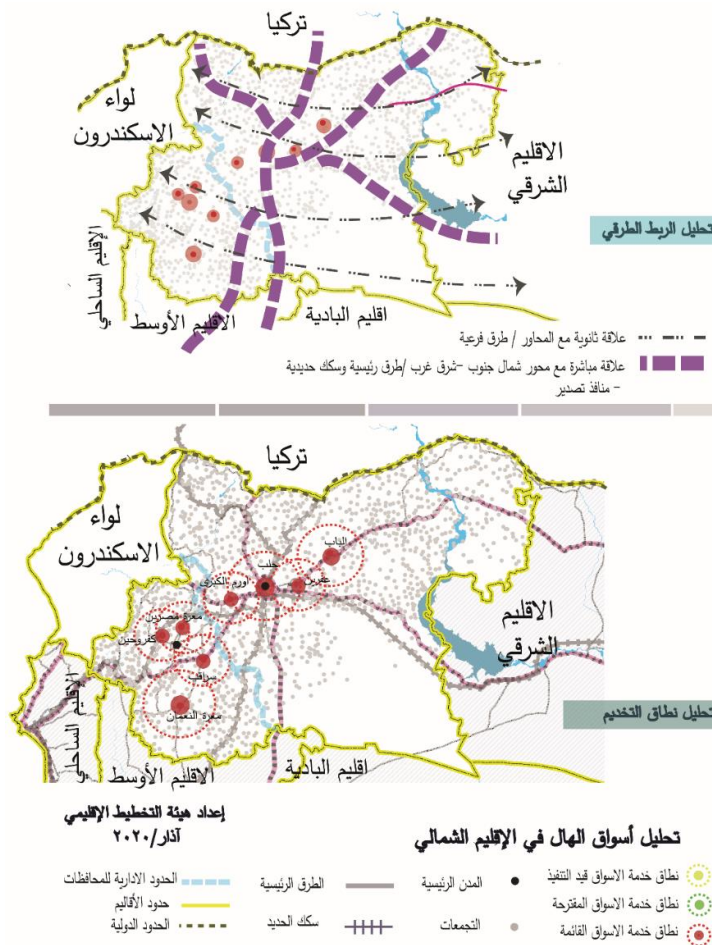 تركيا
لواء
الاسكندرون
الاقليم
الشرقي
تحليل الربط الطرقي
الإقليم الساحلي
الاقليم الأوسط
اقليم البادية
علاقة ثانوية مع المحاور / طرق فرعية
علاقة مباشرة مع محور شمال جنوب -شرق غرب /طرق رئيسية وسكك حديدية
- منافذ تصدير
تركيا
لواء
الاسكندرون
الباب
حلب
عفرين
اورم الكبرى
معرة مصرين
كفروحين
سراقب
معرة النعمان
الاقليم
الشرقي
تحليل نطاق التخديم
الإقليم الساحلي
الاقليم الأوسط
اقليم البادية
إعداد هيئة التخطيط الإقليمي
آذار/٢٠٢٠
تحليل أسواق الهال في الإقليم الشمالي
نطاق خدمة الاسواق قيد التنفيذ
المدن الرئيسية
الطرق الرئيسية
الحدود الادارية للمحافظات
نطاق خدمة الاسواق المقترحة
حدود الأقاليم
نطاق خدمة الأسواق القائمة
التجمعات
سكك الحديد
الحدود الدولية